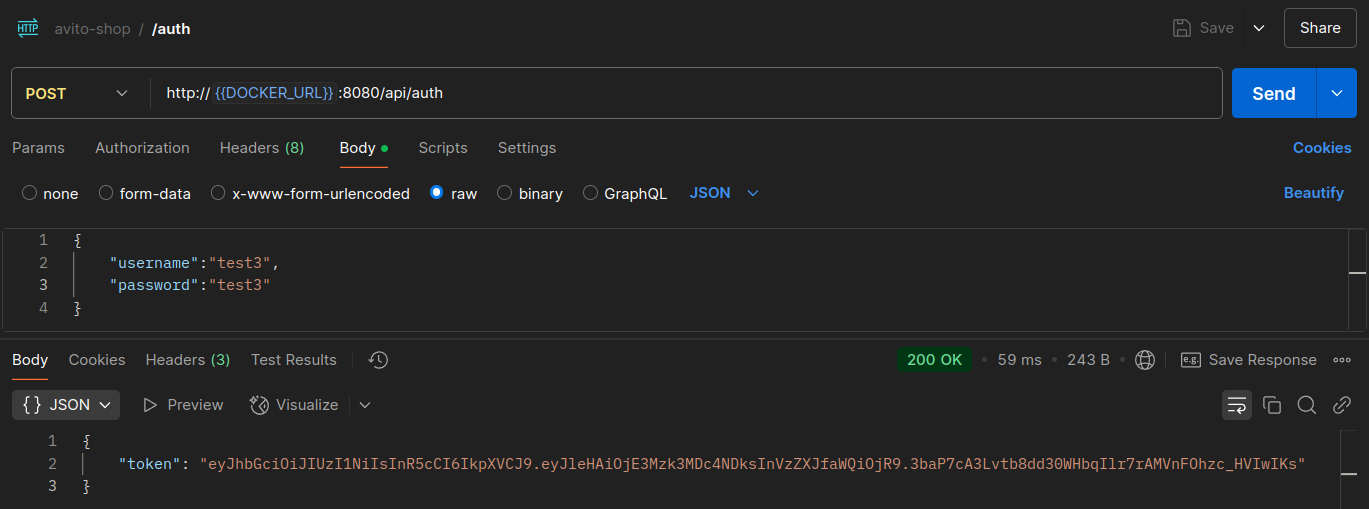 HTTP avito-shop / /auth Save Share
POST http://{{DOCKER_URL}}:8080/api/auth Send
Params Authorization Headers (8) Body Scripts Settings Cookies
none form-data x-www-form-urlencoded raw binary GraphQL JSON Beautify
1 {
2 "username":"test3",
3 "password":"test3"
4 }
Body Cookies Headers (3) Test Results 200 OK • 59 ms • 243 B • e.g. Save Response
{} JSON Preview Visualize
1 {
2 "token": "eyJhbGciOiJIUzI1NiIsInR5cCI6IkpXVCJ9.eyJleHAiOjE3Mzk3MDc4NDksInVzZXJfaWQiOjR9.3baP7cA3Lvtb8dd30WHbqIlr7rAMVnFOhzc_HVIwIKs"
3 }